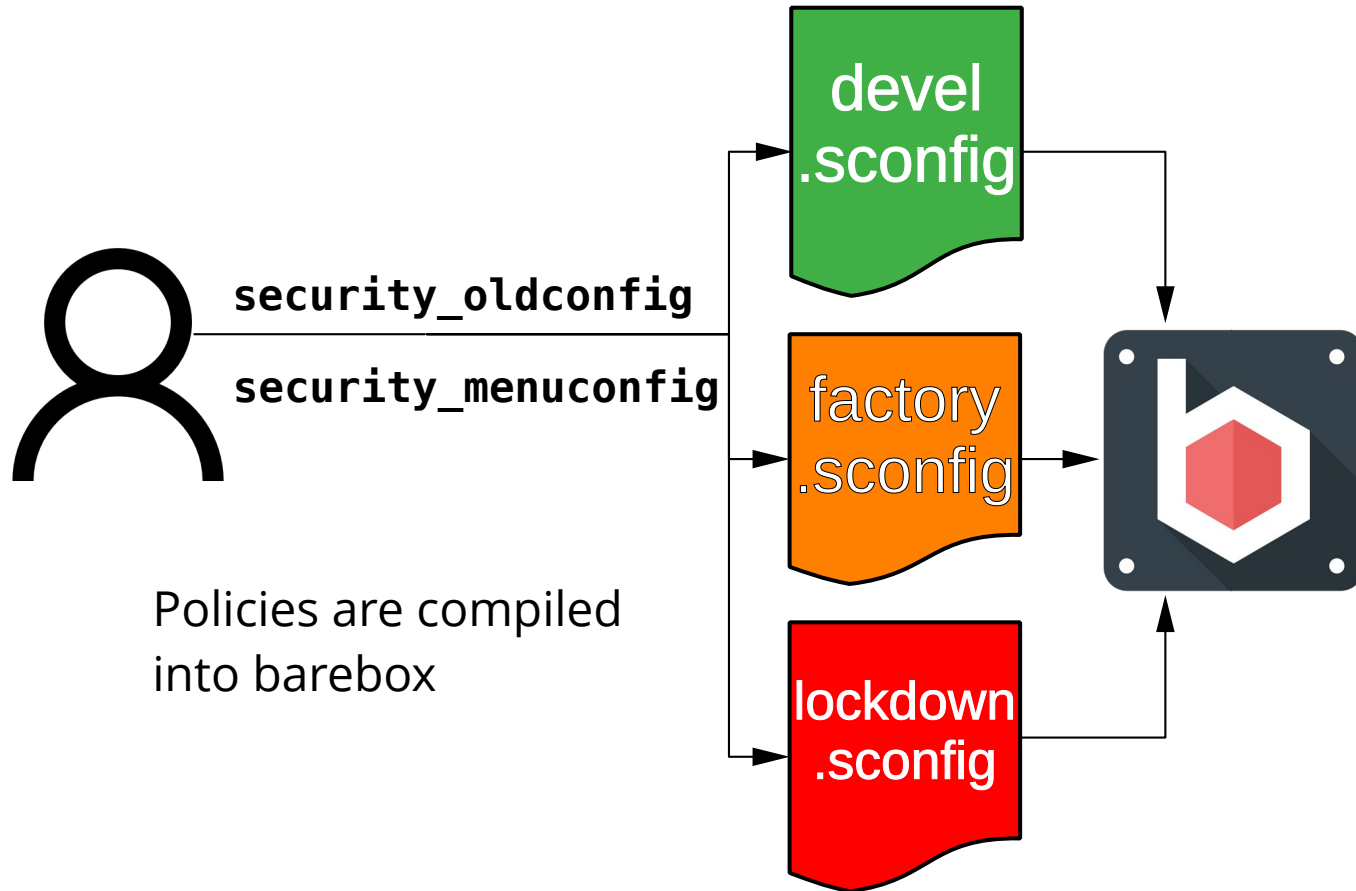 devel
.sconfig
security_oldconfig
security_menuconfig
factory
.sconfig
Policies are compiled
into barebox
lockdown
.sconfig